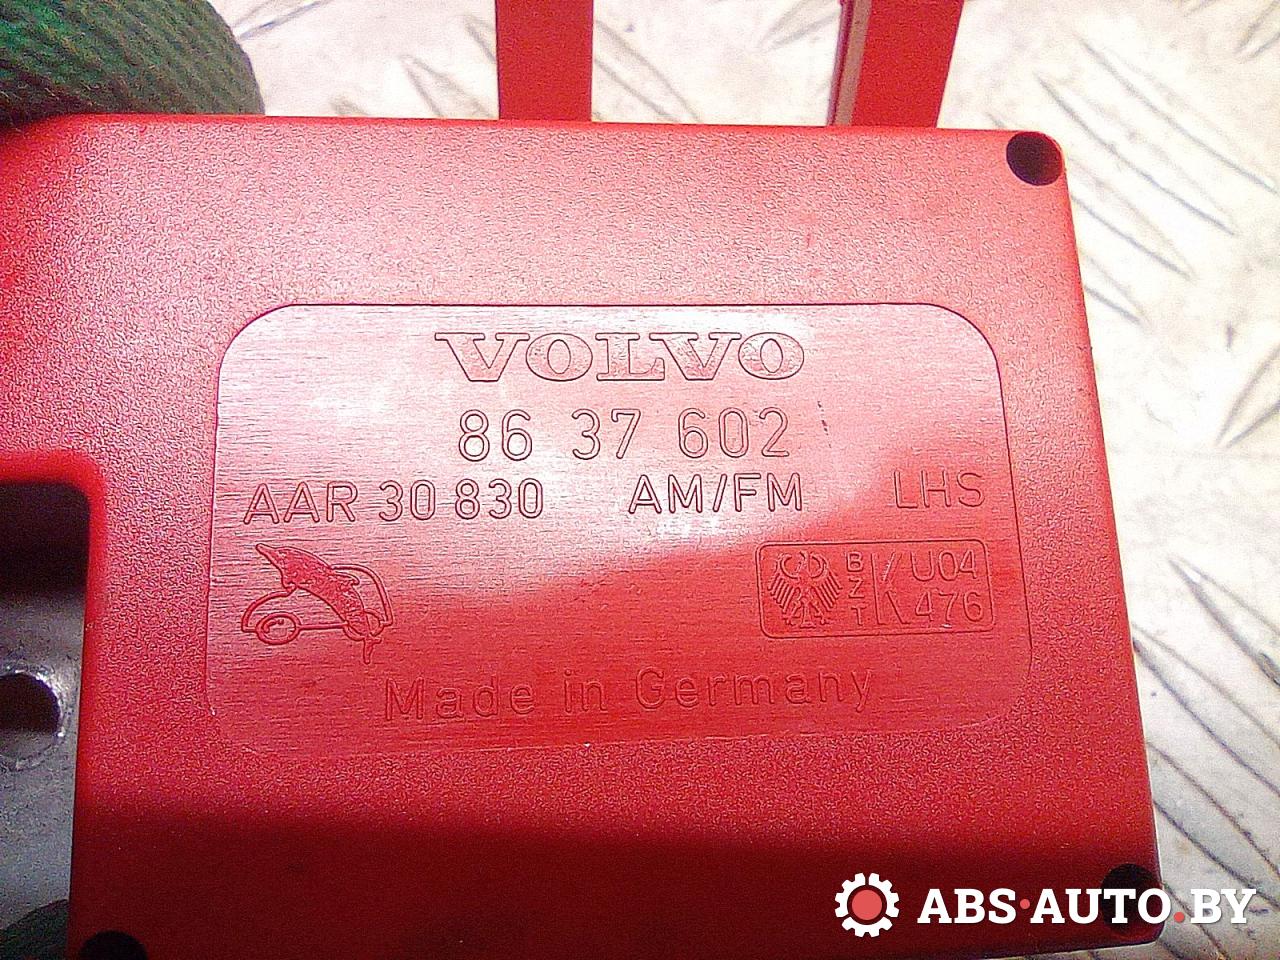 VOLVO
86 37 602
AAR 30 830 AM/FM LHS
BZT K U04 476
Made in Germany
ABS·AUTO.BY